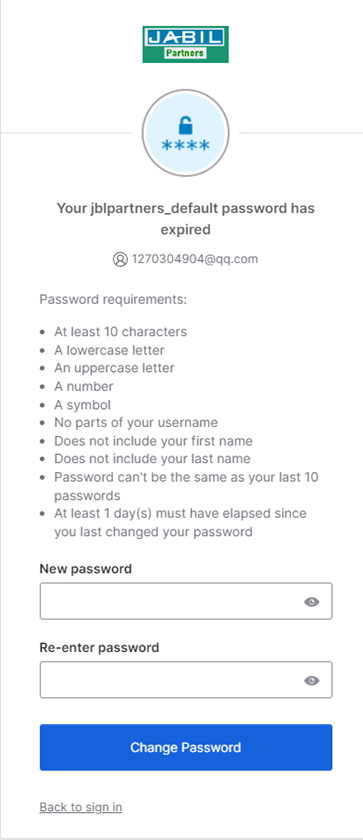 JABIL
Partners
****
Your jblpartners_default password has
expired
1270304904@qq.com
Password requirements:
• At least 10 characters
• A lowercase letter
• An uppercase letter
• A number
• A symbol
• No parts of your username
• Does not include your first name
• Does not include your last name
• Password can't be the same as your last 10
passwords
• At least 1 day(s) must have elapsed since
you last changed your password
New password
Re-enter password
Change Password
Back to sign in